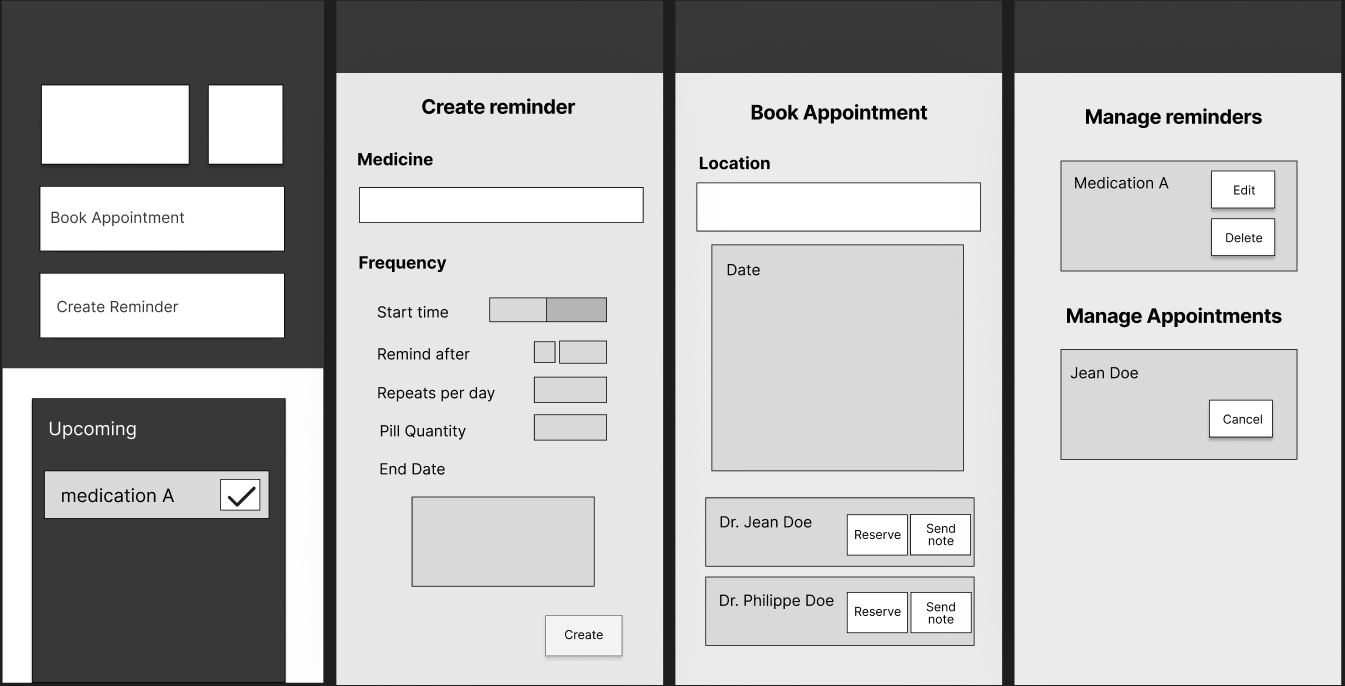 Book Appointment
Create Reminder
Upcoming
medication A
Create reminder
Medicine
Frequency
Start time
Remind after
Repeats per day
Pill Quantity
End Date
Create
Book Appointment
Location
Date
Dr. Jean Doe
Reserve
Send
note
Dr. Philippe Doe
Reserve
Send
note
Manage reminders
Medication A
Edit
Delete
Manage Appointments
Jean Doe
Cancel